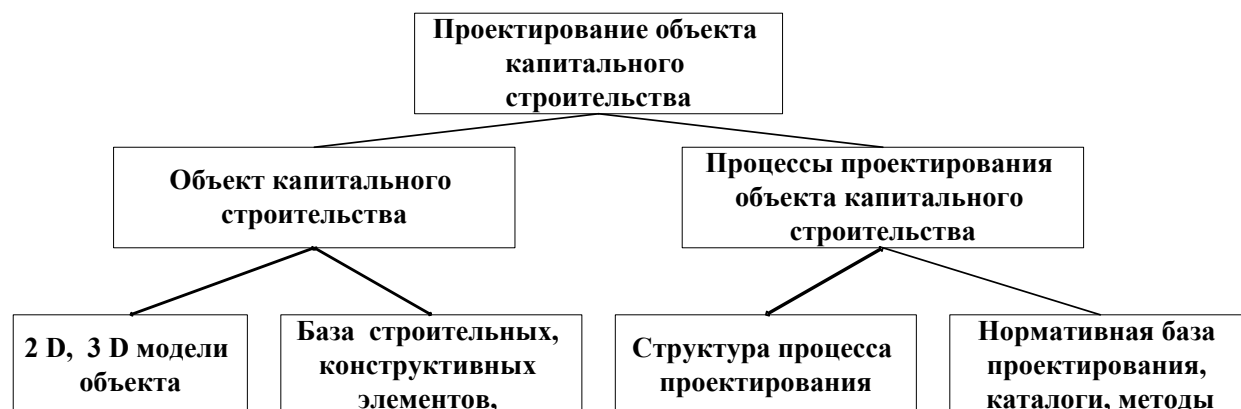 Проектирование объекта
капитального
строительства
Объект капитального
строительства
Процессы проектирования
объекта капитального
строительства
2 D, 3 D модели
объекта
База строительных,
конструктивных
элементов,
Структура процесса
проектирования
Нормативная база
проектирования,
каталоги, методы